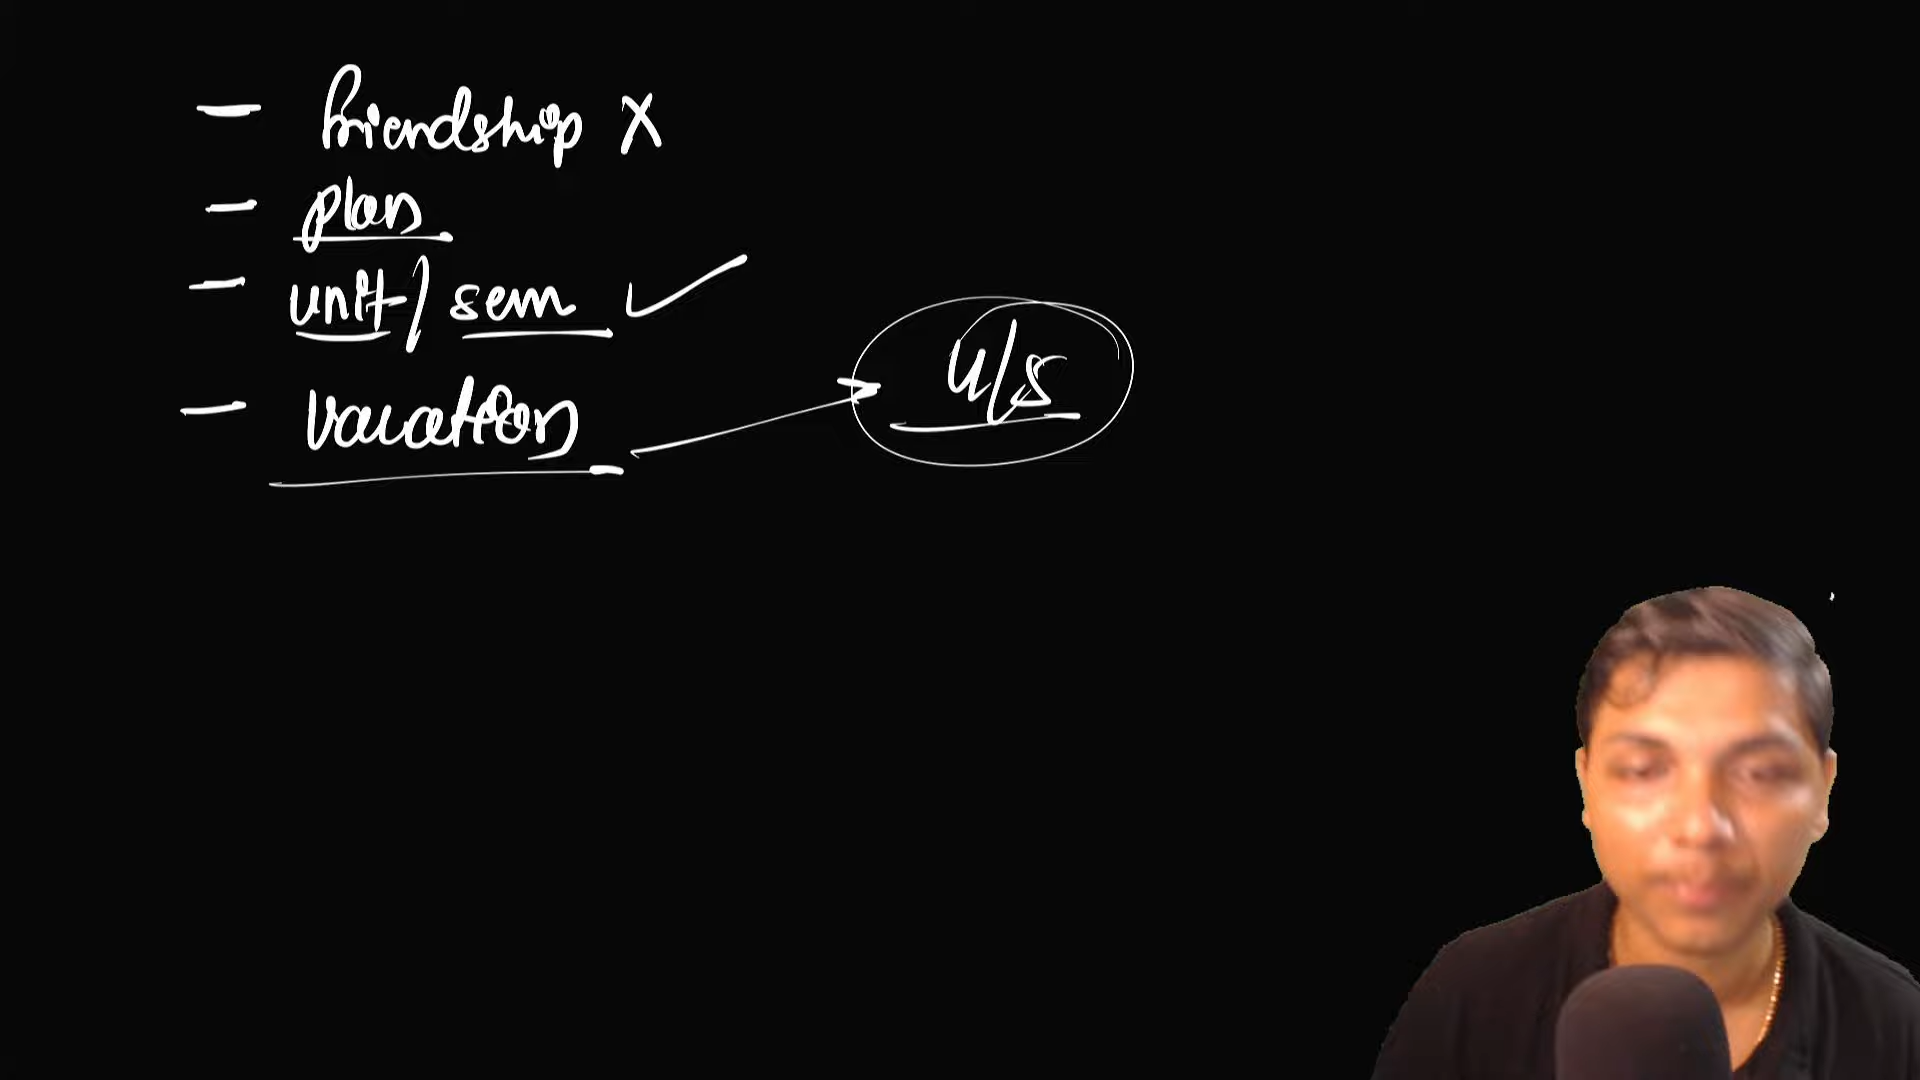 - friendship X
- plan
- unit / sem ✓
- vacation → u/s